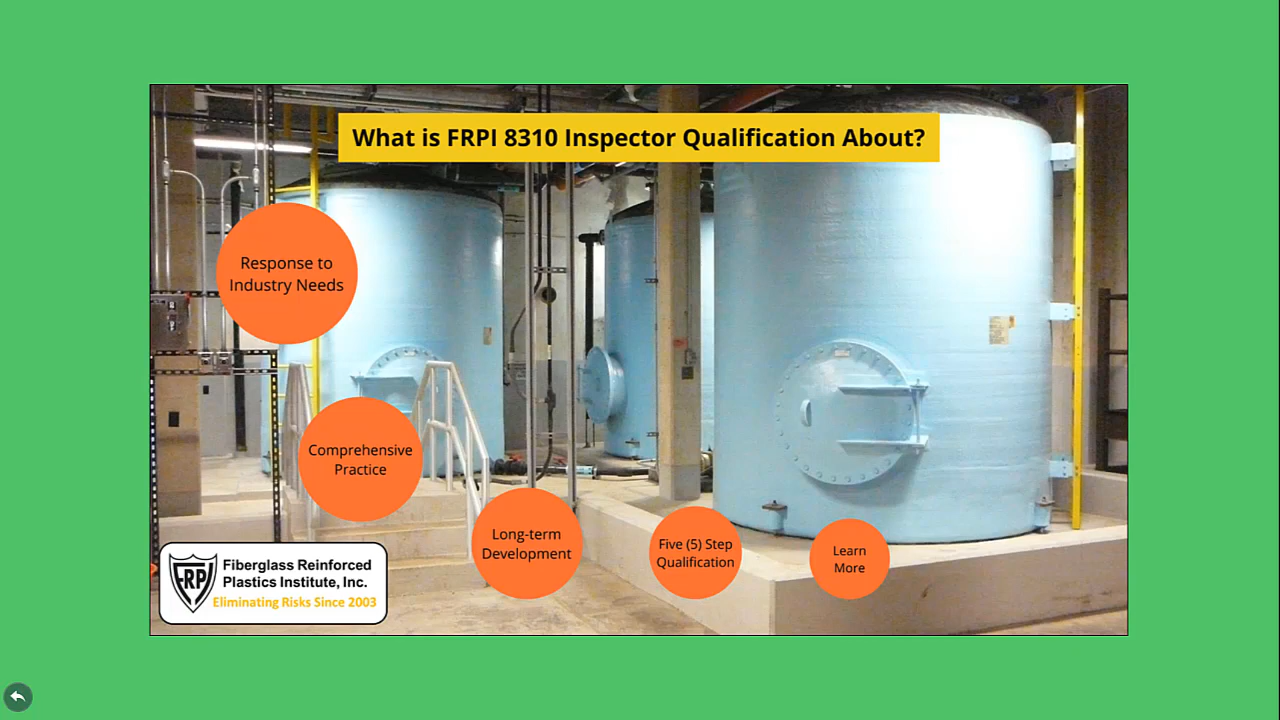 What is FRPI 8310 Inspector Qualification About?
Response to
Industry Needs
Comprehensive
Practice
Long-term
Development
Five (5) Step
Qualification
Learn
More
FRP
Fiberglass Reinforced
Plastics Institute, Inc.
Eliminating Risks Since 2003